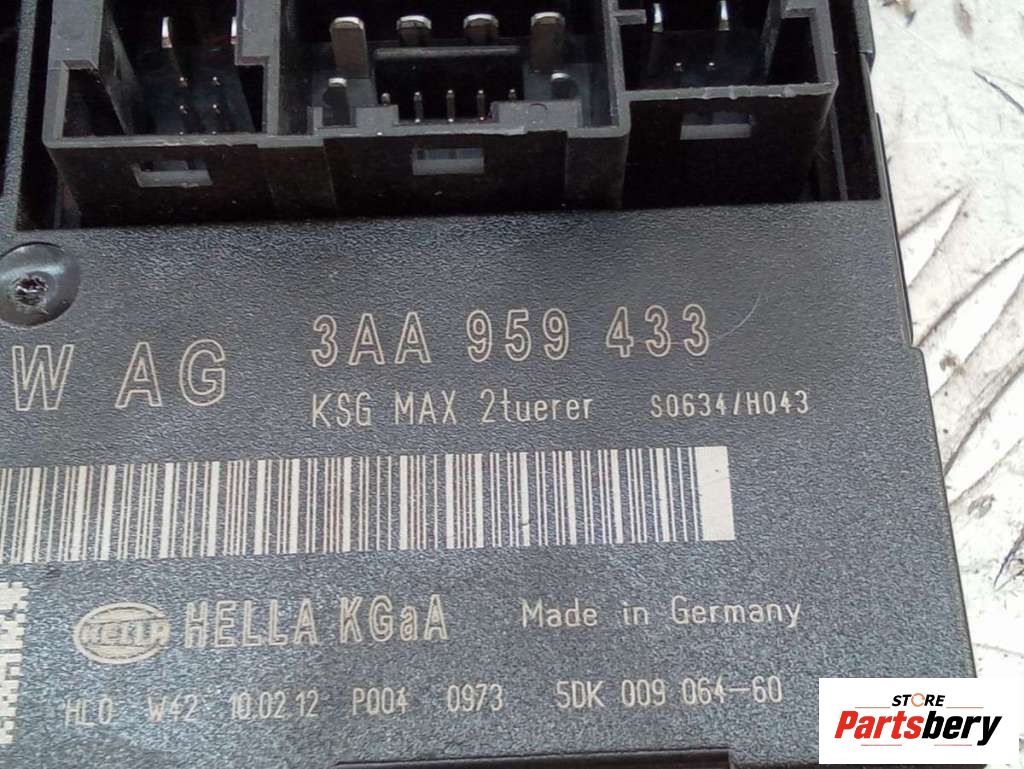 W AG 3AA 959 433
KSG MAX 2tuerer S0634/H043
HELLA HELLA KGaA Made in Germany
HLO W42 10.02.12 P004 0973 5DK 009 064-60
STORE
Partsbery